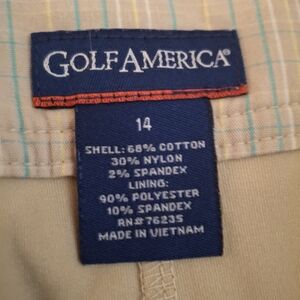 GOLFAMERICA®
14
SHELL: 68% COTTON
30% NYLON
2% SPANDEX
LINING:
90% POLYESTER
10% SPANDEX
RN# 76235
MADE IN VIETNAM